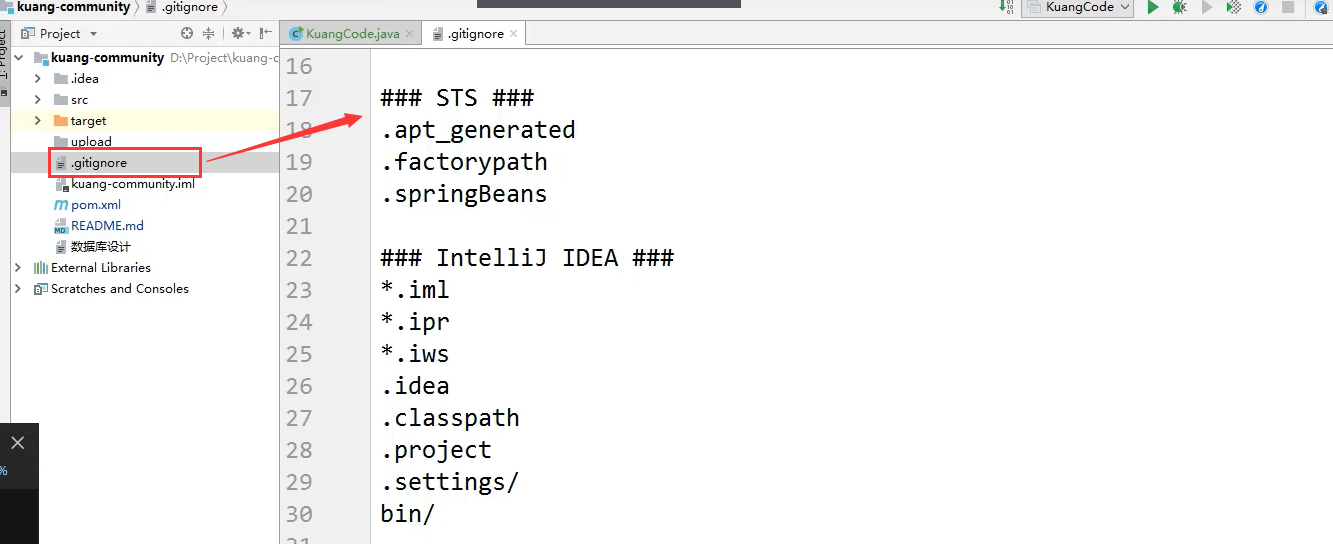 kuang-community
.gitignore
KuangCode
1: Project
Project
KuangCode.java
.gitignore
kuang-community D:\Project\kuang-c
.idea
src
target
upload
.gitignore
kuang-community.iml
pom.xml
README.md
数据库设计
External Libraries
Scratches and Consoles
16
17 ### STS ###
18 .apt_generated
19 .factorypath
20 .springBeans
21
22 ### IntelliJ IDEA ###
23 *.iml
24 *.ipr
25 *.iws
26 .idea
27 .classpath
28 .project
29 .settings/
30 bin/
%